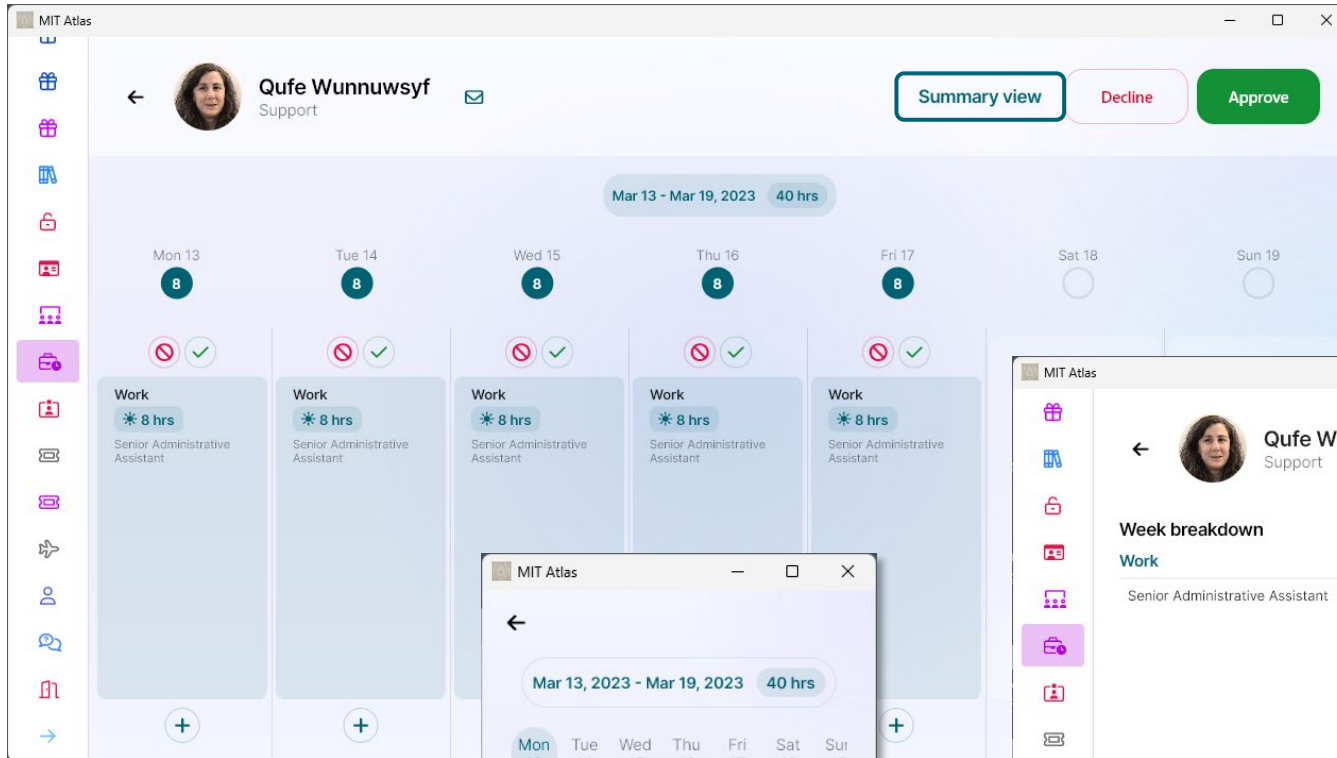 MIT Atlas
Qufe Wunnuwsyf
Support
Summary view
Decline
Approve
Mar 13 - Mar 19, 2023 40 hrs
Mon 13 Tue 14 Wed 15 Thu 16 Fri 17 Sat 18 Sun 19
8 8 8 8 8
Work Work Work Work Work
8 hrs 8 hrs 8 hrs 8 hrs 8 hrs
Senior Administrative Senior Administrative Senior Administrative Senior Administrative Senior Administrative
Assistant Assistant Assistant Assistant Assistant
MIT Atlas
Mar 13, 2023 - Mar 19, 2023 40 hrs
Mon Tue Wed Thu Fri Sat
MIT Atlas
Qufe W
Support
Week breakdown
Work
Senior Administrative Assistant